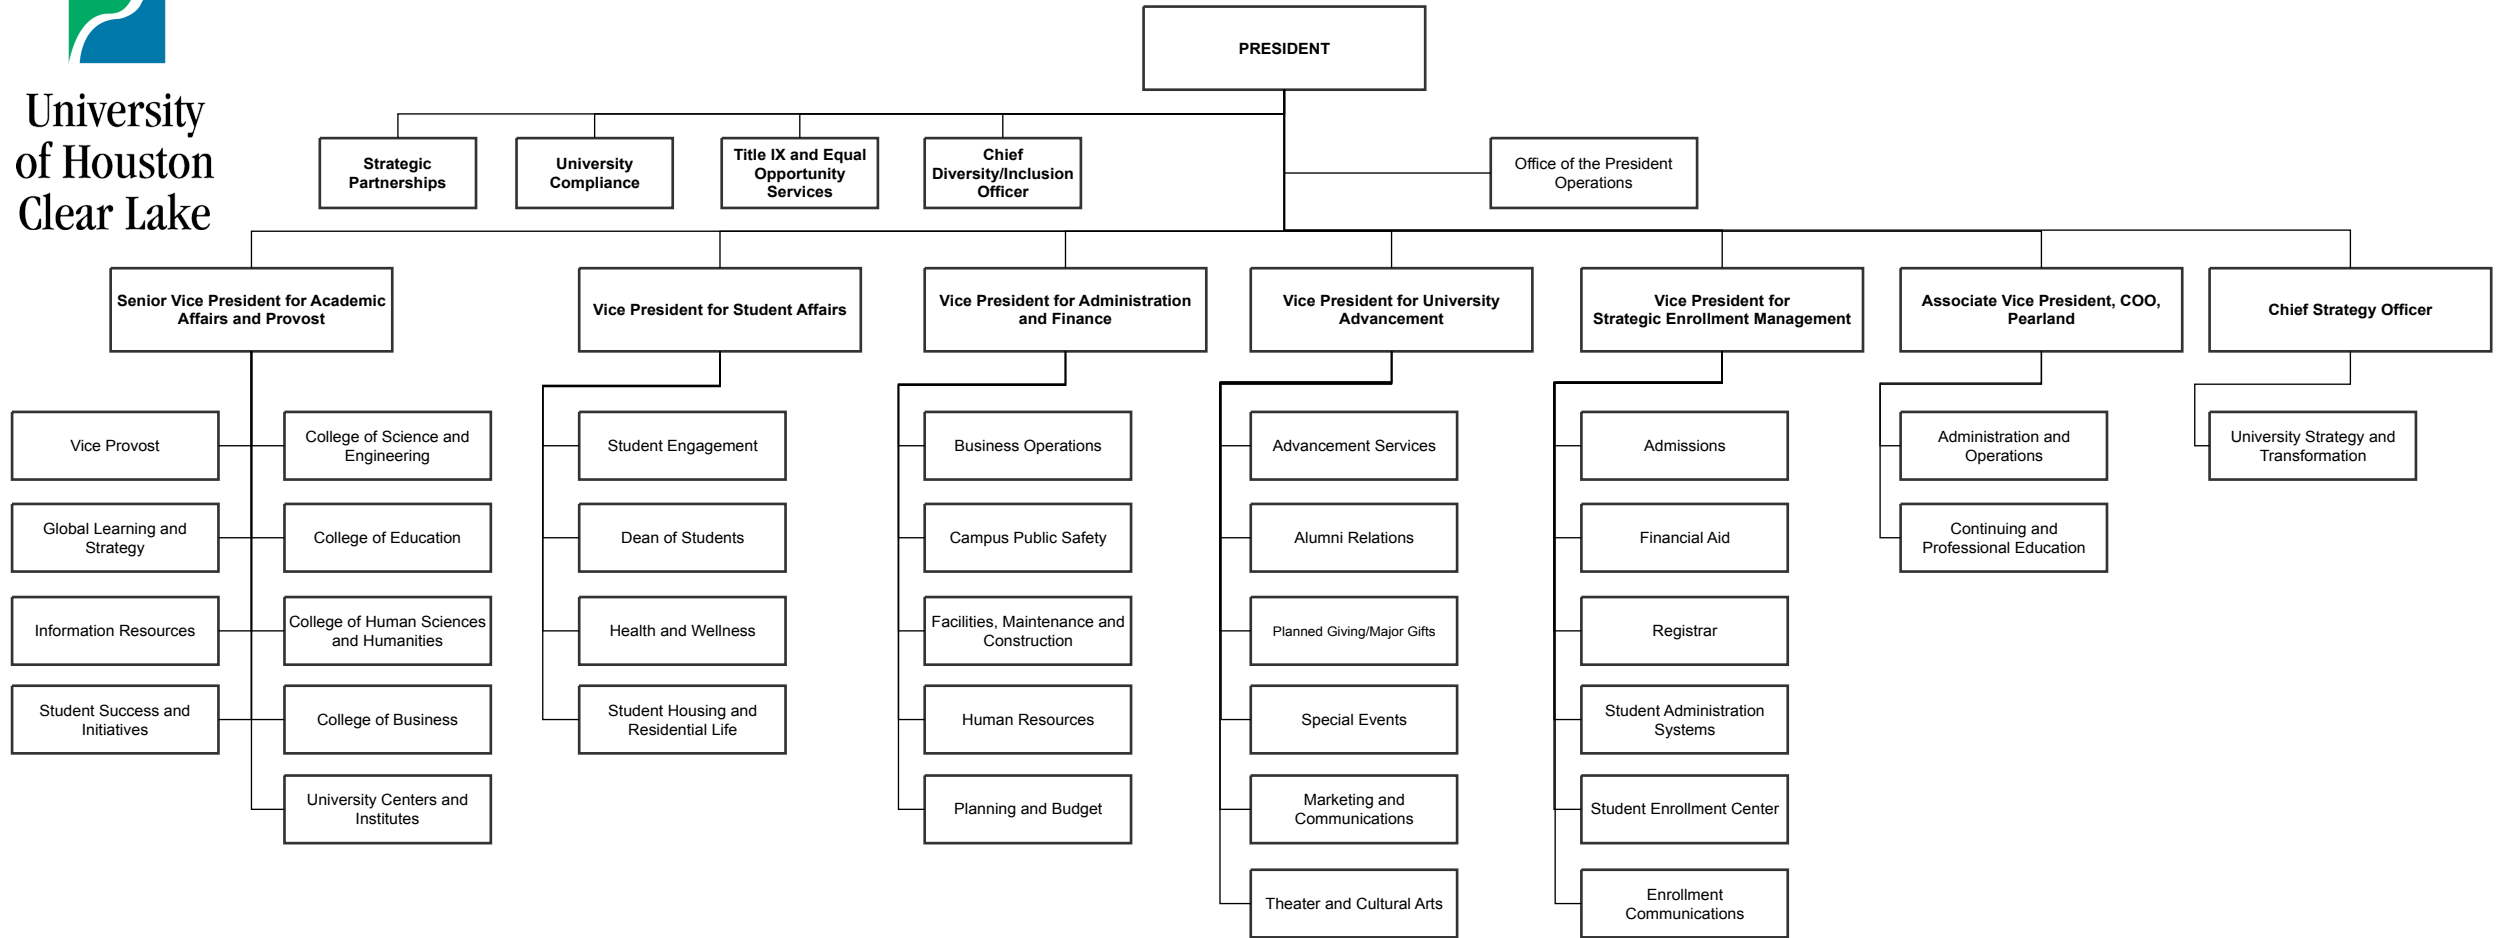 University
of Houston
Clear Lake
PRESIDENT
Strategic
Partnerships
University
Compliance
Title IX and Equal
Opportunity
Services
Chief
Diversity/Inclusion
Officer
Office of the President
Operations
Senior Vice President for Academic
Affairs and Provost
Vice President for Student Affairs
Vice President for Administration
and Finance
Vice President for University
Advancement
Vice President for
Strategic Enrollment Management
Associate Vice President, COO,
Pearland
Chief Strategy Officer
Vice Provost
College of Science and
Engineering
Global Learning and
Strategy
College of Education
Information Resources
College of Human Sciences
and Humanities
Student Success and
Initiatives
College of Business
University Centers and
Institutes
Student Engagement
Dean of Students
Health and Wellness
Student Housing and
Residential Life
Business Operations
Campus Public Safety
Facilities, Maintenance and
Construction
Human Resources
Planning and Budget
Advancement Services
Alumni Relations
Planned Giving/Major Gifts
Special Events
Marketing and
Communications
Theater and Cultural Arts
Admissions
Financial Aid
Registrar
Student Administration
Systems
Student Enrollment Center
Enrollment
Communications
Administration and
Operations
Continuing and
Professional Education
University Strategy and
Transformation